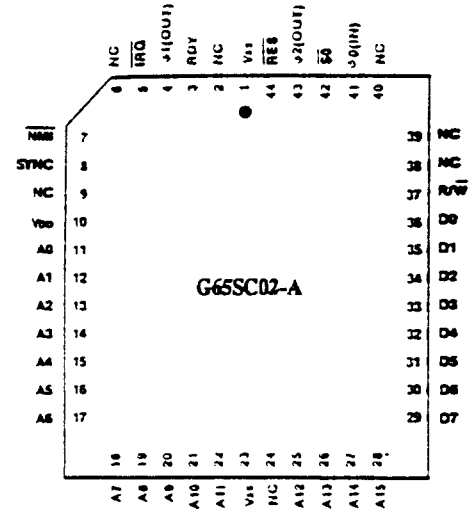 NC IRQ ϕ1(OUT) RDY NC Vss RES ϕ2(OUT) SO ϕ0(IN) NC
6 5 4 3 2 1 44 43 42 41 40
NMI 7
SYNC 8
NC 9
VDD 10
A0 11
A1 12
A2 13
A3 14
A4 15
A5 16
A6 17
39 NC
38 NC
37 R/W
36 D0
35 D1
34 D2
33 D3
32 D4
31 D5
30 D6
29 D7
G65SC02-A
18 19 20 21 22 23 24 25 26 27 28
A7 A8 A9 A10 A11 Vss NC A12 A13 A14 A15